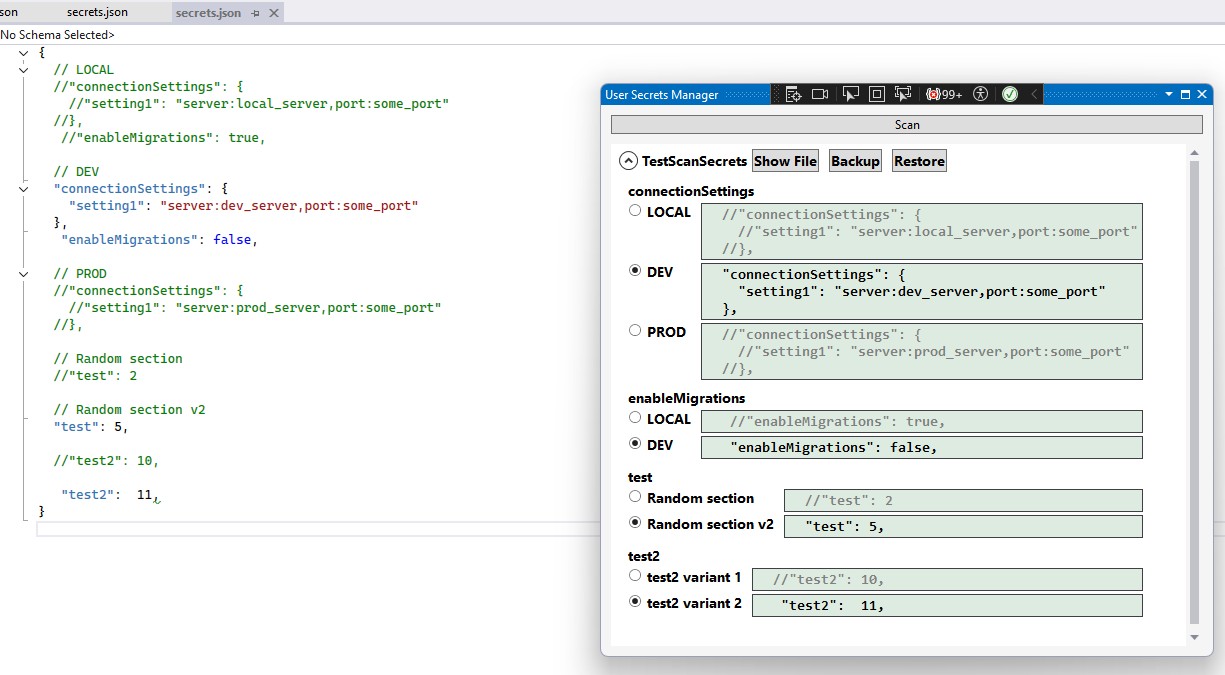 son
secrets.json
secrets.json
No Schema Selected>
{
// LOCAL
//"connectionSettings": {
//"setting1": "server:local_server,port:some_port"
//},
//"enableMigrations": true,
// DEV
"connectionSettings": {
"setting1": "server:dev_server,port:some_port"
},
"enableMigrations": false,
// PROD
//"connectionSettings": {
//"setting1": "server:prod_server,port:some_port"
//},
// Random section
//"test": 2
// Random section v2
"test": 5,
//"test2": 10,
"test2":  11,
}
User Secrets Manager
99+
Scan
TestScanSecrets
Show File
Backup
Restore
connectionSettings
LOCAL
//"connectionSettings": {
//"setting1": "server:local_server,port:some_port"
//},
DEV
"connectionSettings": {
"setting1": "server:dev_server,port:some_port"
},
PROD
//"connectionSettings": {
//"setting1": "server:prod_server,port:some_port"
//},
enableMigrations
LOCAL
//"enableMigrations": true,
DEV
"enableMigrations": false,
test
Random section
//"test": 2
Random section v2
"test": 5,
test2
test2 variant 1
//"test2": 10,
test2 variant 2
"test2":  11,